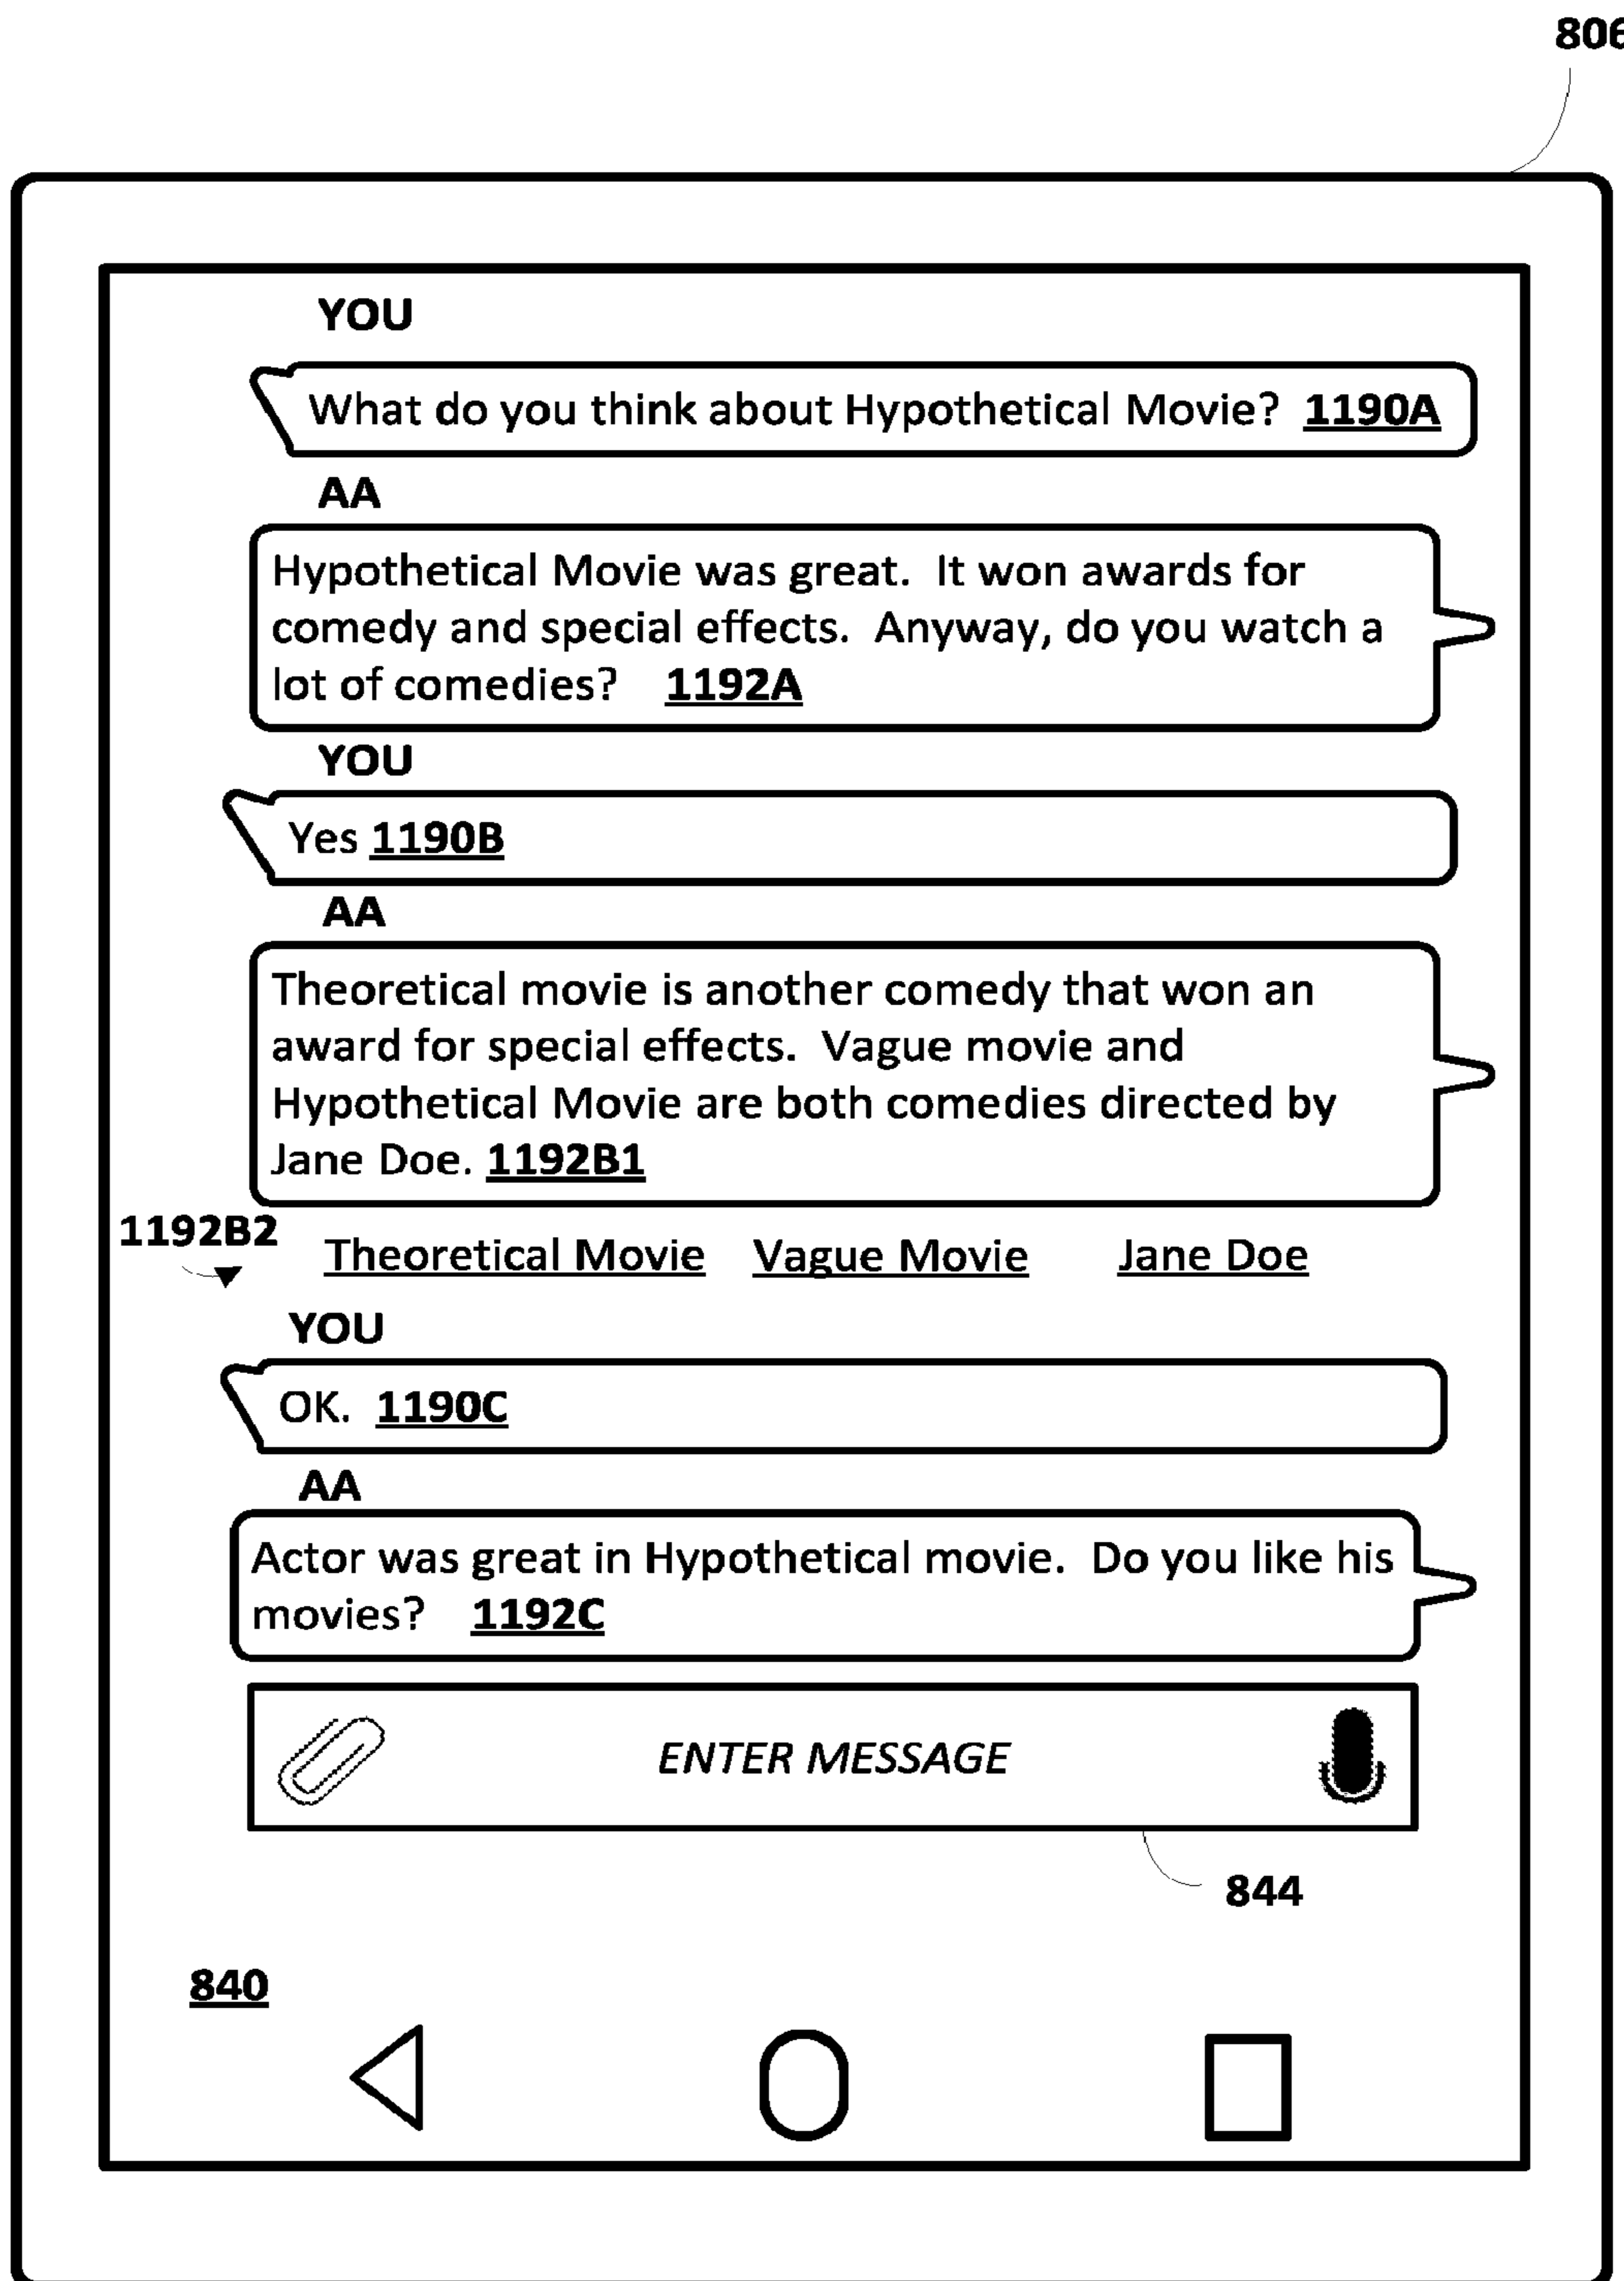 806
YOU
What do you think about Hypothetical Movie? 1190A
AA
Hypothetical Movie was great. It won awards for
comedy and special effects. Anyway, do you watch a
lot of comedies? 1192A
YOU
Yes 1190B
AA
Theoretical movie is another comedy that won an
award for special effects. Vague movie and
Hypothetical Movie are both comedies directed by
Jane Doe. 1192B1
1192B2
Theoretical Movie Vague Movie Jane Doe
YOU
OK. 1190C
AA
Actor was great in Hypothetical movie. Do you like his
movies? 1192C
ENTER MESSAGE
844
840